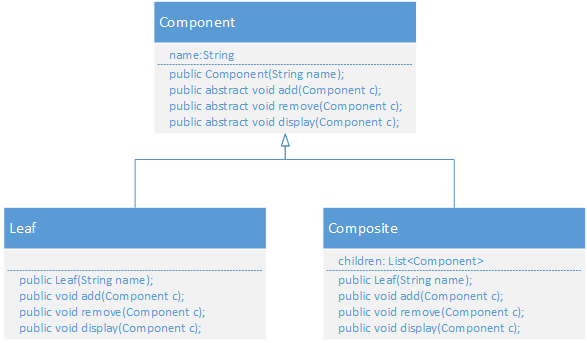 Component
name:String
public Component(String name);
public abstract void add(Component c);
public abstract void remove(Component c);
public abstract void display(Component c);
Leaf
public Leaf(String name);
public void add(Component c);
public void remove(Component c);
public void display(Component c);
Composite
children: List<Component>
public Leaf(String name);
public void add(Component c);
public void remove(Component c);
public void display(Component c);